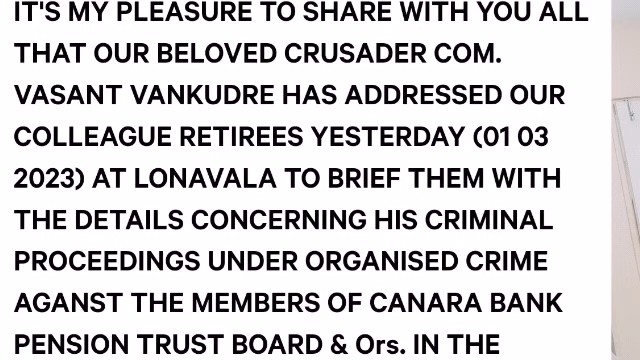 IT'S MY PLEASURE TO SHARE WITH YOU ALL
THAT OUR BELOVED CRUSADER COM.
VASANT VANKUDRE HAS ADDRESSED OUR
COLLEAGUE RETIREES YESTERDAY (01 03
2023) AT LONAVALA TO BRIEF THEM WITH
THE DETAILS CONCERNING HIS CRIMINAL
PROCEEDINGS UNDER ORGANISED CRIME
AGANST THE MEMBERS OF CANARA BANK
PENSION TRUST BOARD & Ors. IN THE